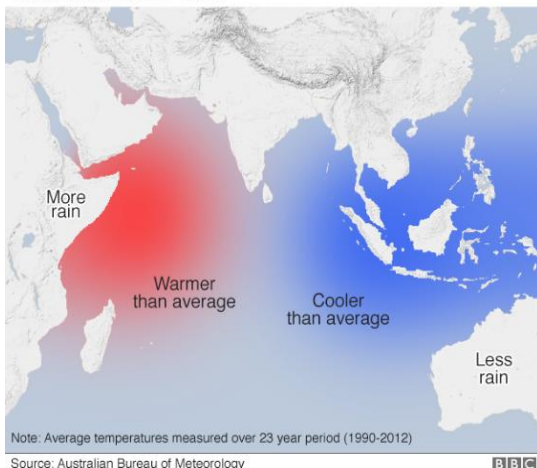 More
rain
Warmer
than average
Cooler
than average
Less
rain
Note: Average temperatures measured over 23 year period (1990-2012)
Source: Australian Bureau of Meteorology
BBC